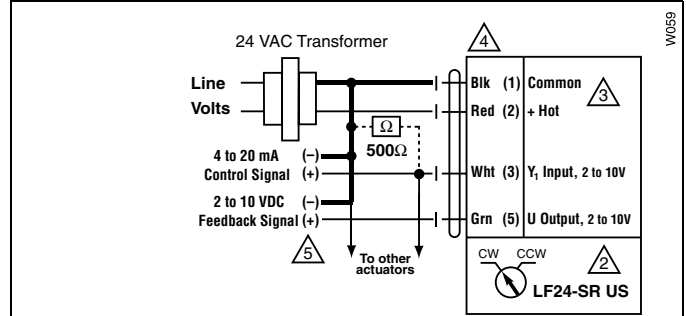 W059
24 VAC Transformer
4
Line
Volts
Blk (1) Common
3
Red (2) + Hot
Ω
500Ω
4 to 20 mA (–)
Control Signal (+)
Wht (3) Y₁ Input, 2 to 10V
2 to 10 VDC (–)
Feedback Signal (+)
Grn (5) U Output, 2 to 10V
5
To other
actuators
CW CCW
2
LF24-SR US